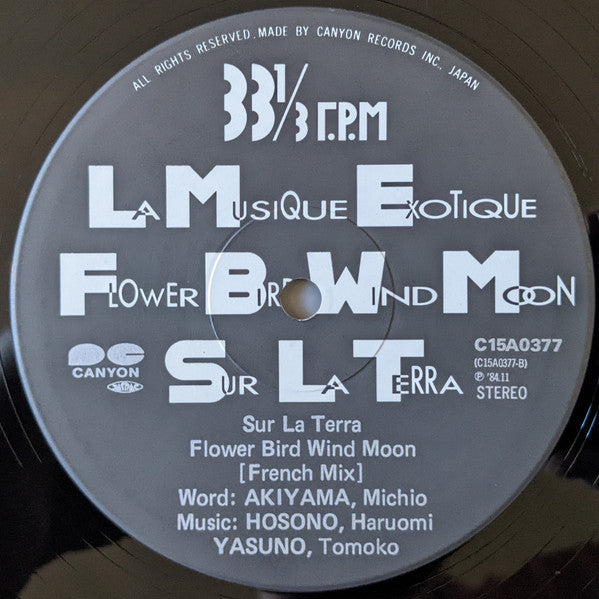 ALL RIGHTS RESERVED. MADE BY CANYON RECORDS INC., JAPAN
33 1/3 r.p.m
LA MUSIQUE EXOTIQUE
FLOWER BIRD WIND MOON
SUR LA TERRA
CANYON
C15A0377
(C15A0377-B)
Ⓟ '84.11
STEREO
Sur La Terra
Flower Bird Wind Moon
[French Mix]
Word: AKIYAMA, Michio
Music: HOSONO, Haruomi
YASUNO, Tomoko